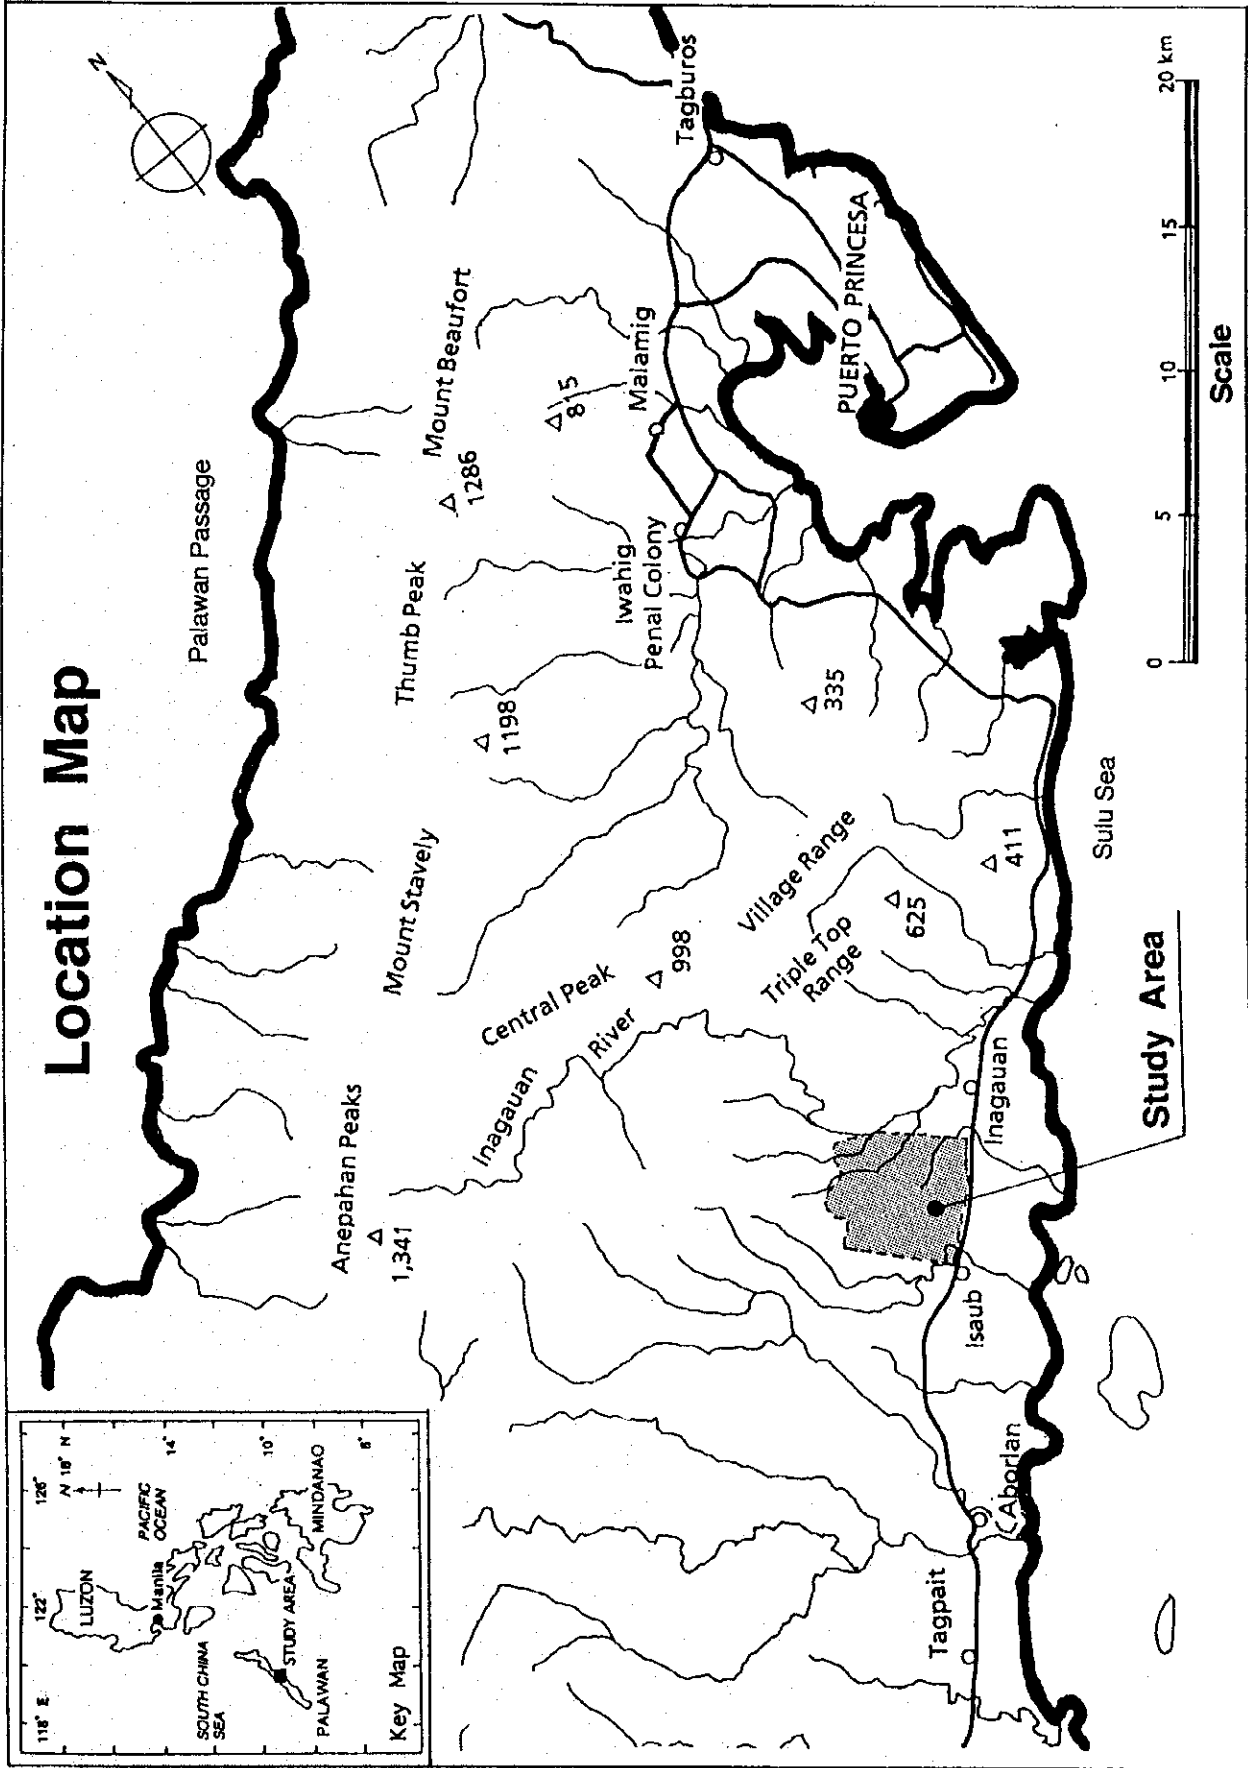 Location Map
N
Palawan Passage
Tagburos
Mount Beaufort
1286
815
Malamig
PUERTO PRINCESA
Thumb Peak
1198
Iwahig
Penal Colony
335
Mount Stavely
Central Peak
998
Village Range
Triple Top
Range
625
411
Sulu Sea
Anepahan Peaks
1,341
Inagauan
River
Inagauan
Isaub
Aborlan
Tagpait
Study Area
0
5
10
15
20 km
Scale
118° E
122°
126°
N 18° N
14°
10°
6°
LUZON
Manila
PACIFIC
OCEAN
SOUTH CHINA
SEA
STUDY AREA
MINDANAO
PALAWAN
Key Map